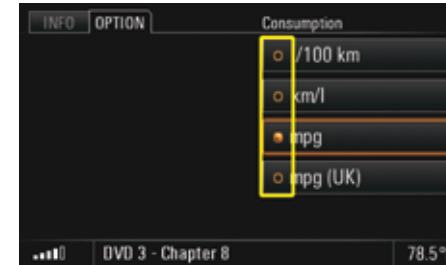 INFO OPTION Consumption
/100 km
km/l
mpg
mpg (UK)
DVD 3 - Chapter 8 78.5°